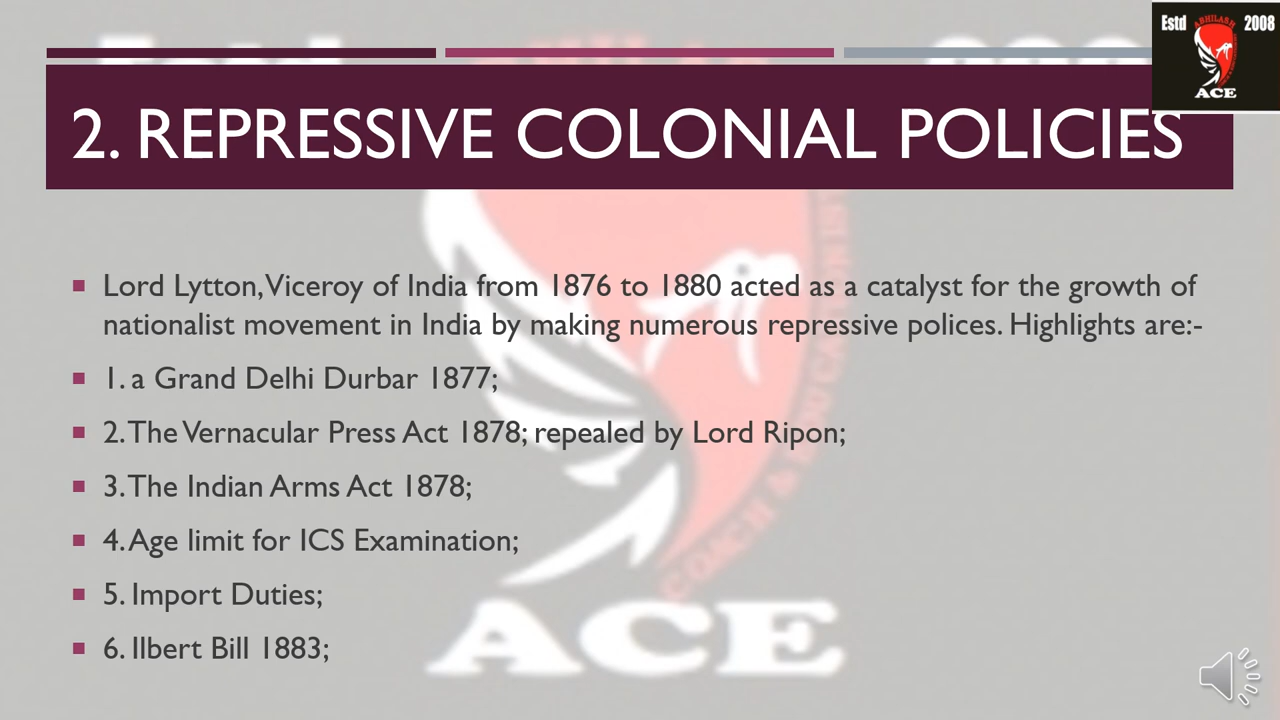 Estd ABHILASH 2008
ACE
2. REPRESSIVE COLONIAL POLICIES
Lord Lytton, Viceroy of India from 1876 to 1880 acted as a catalyst for the growth of
nationalist movement in India by making numerous repressive polices. Highlights are:-
1. a Grand Delhi Durbar 1877;
2. The Vernacular Press Act 1878; repealed by Lord Ripon;
3. The Indian Arms Act 1878;
4. Age limit for ICS Examination;
5. Import Duties;
6. Ilbert Bill 1883;
ACE